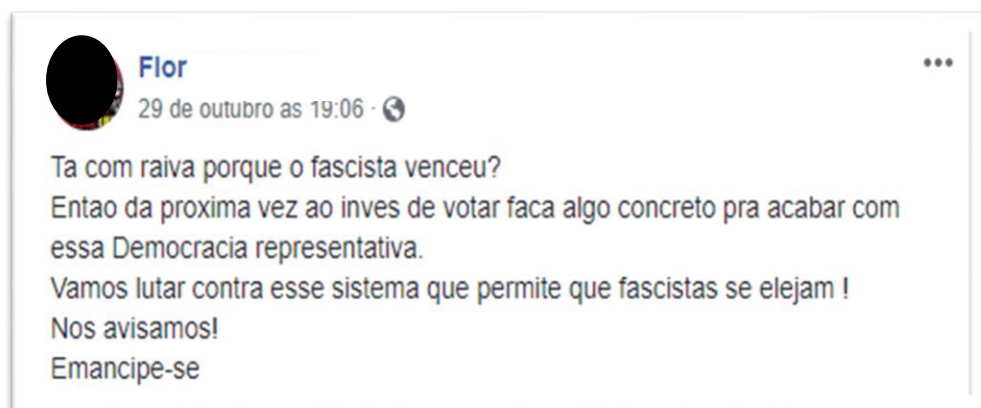 Flor
29 de outubro as 19:06 ·
Ta com raiva porque o fascista venceu?
Entao da proxima vez ao inves de votar faca algo concreto pra acabar com
essa Democracia representativa.
Vamos lutar contra esse sistema que permite que fascistas se elejam !
Nos avisamos!
Emancipe-se